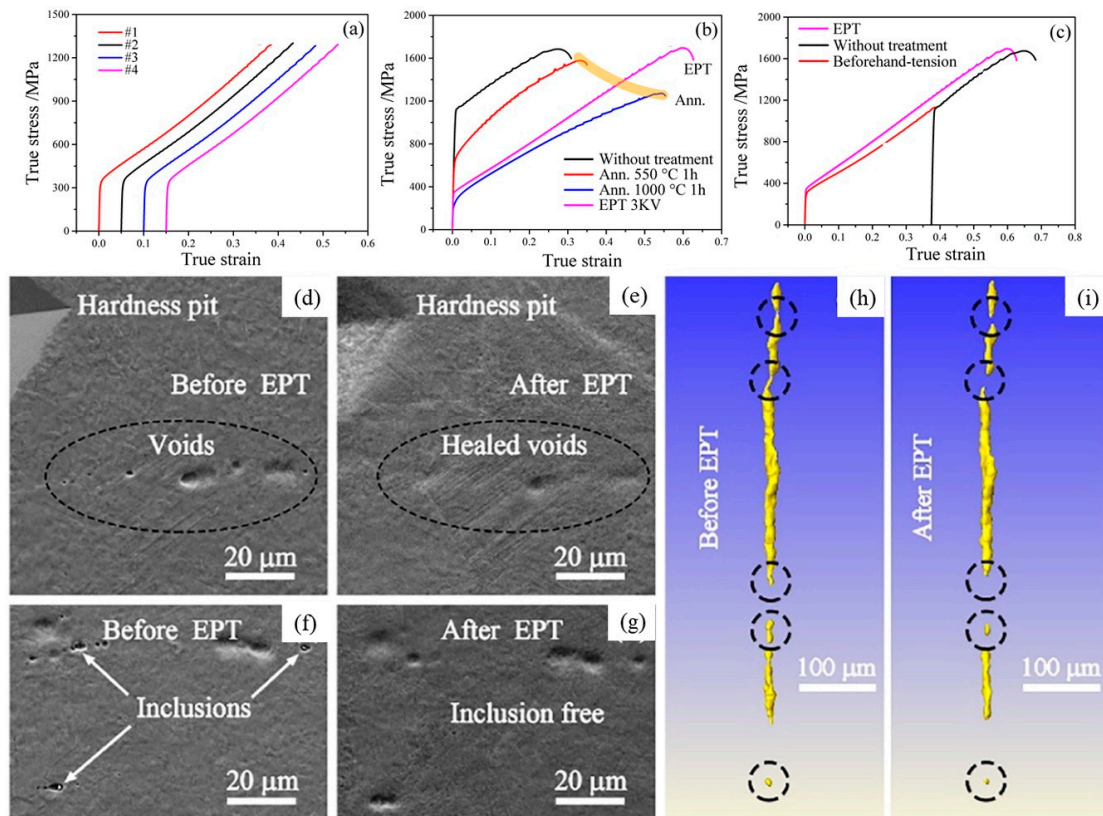 (a)
#1
#2
#3
#4
True stress /MPa
1500
1200
900
600
300
0
0.0 0.1 0.2 0.3 0.4 0.5 0.6
True strain
(b)
EPT
Ann.
Without treatment
Ann. 550 °C 1h
Ann. 1000 °C 1h
EPT 3KV
True stress /MPa
2000
1600
1200
800
400
0
0.0 0.1 0.2 0.3 0.4 0.5 0.6 0.7 0.8
True strain
(c)
EPT
Without treatment
Beforehand-tension
True stress /MPa
2000
1600
1200
800
400
0
0.0 0.1 0.2 0.3 0.4 0.5 0.6 0.7 0.8
True strain
Hardness pit
(d)
Before EPT
Voids
20 μm
Hardness pit
(e)
After EPT
Healed voids
20 μm
Before EPT
(f)
Inclusions
20 μm
After EPT
(g)
Inclusion free
20 μm
(h)
Before EPT
100 μm
(i)
After EPT
100 μm